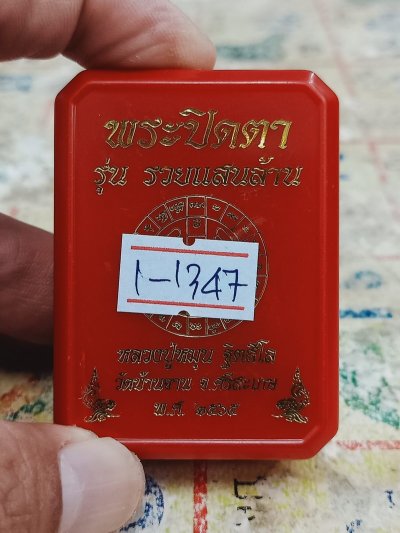 พระปิดตา
รุ่น รวยแสนล้าน
1-1347
หลวงปู่หมุน ฐิตสีโล
วัดบ้านจาน จ.ศรีสะเกษ
พ.ศ. ๒๕๖๕